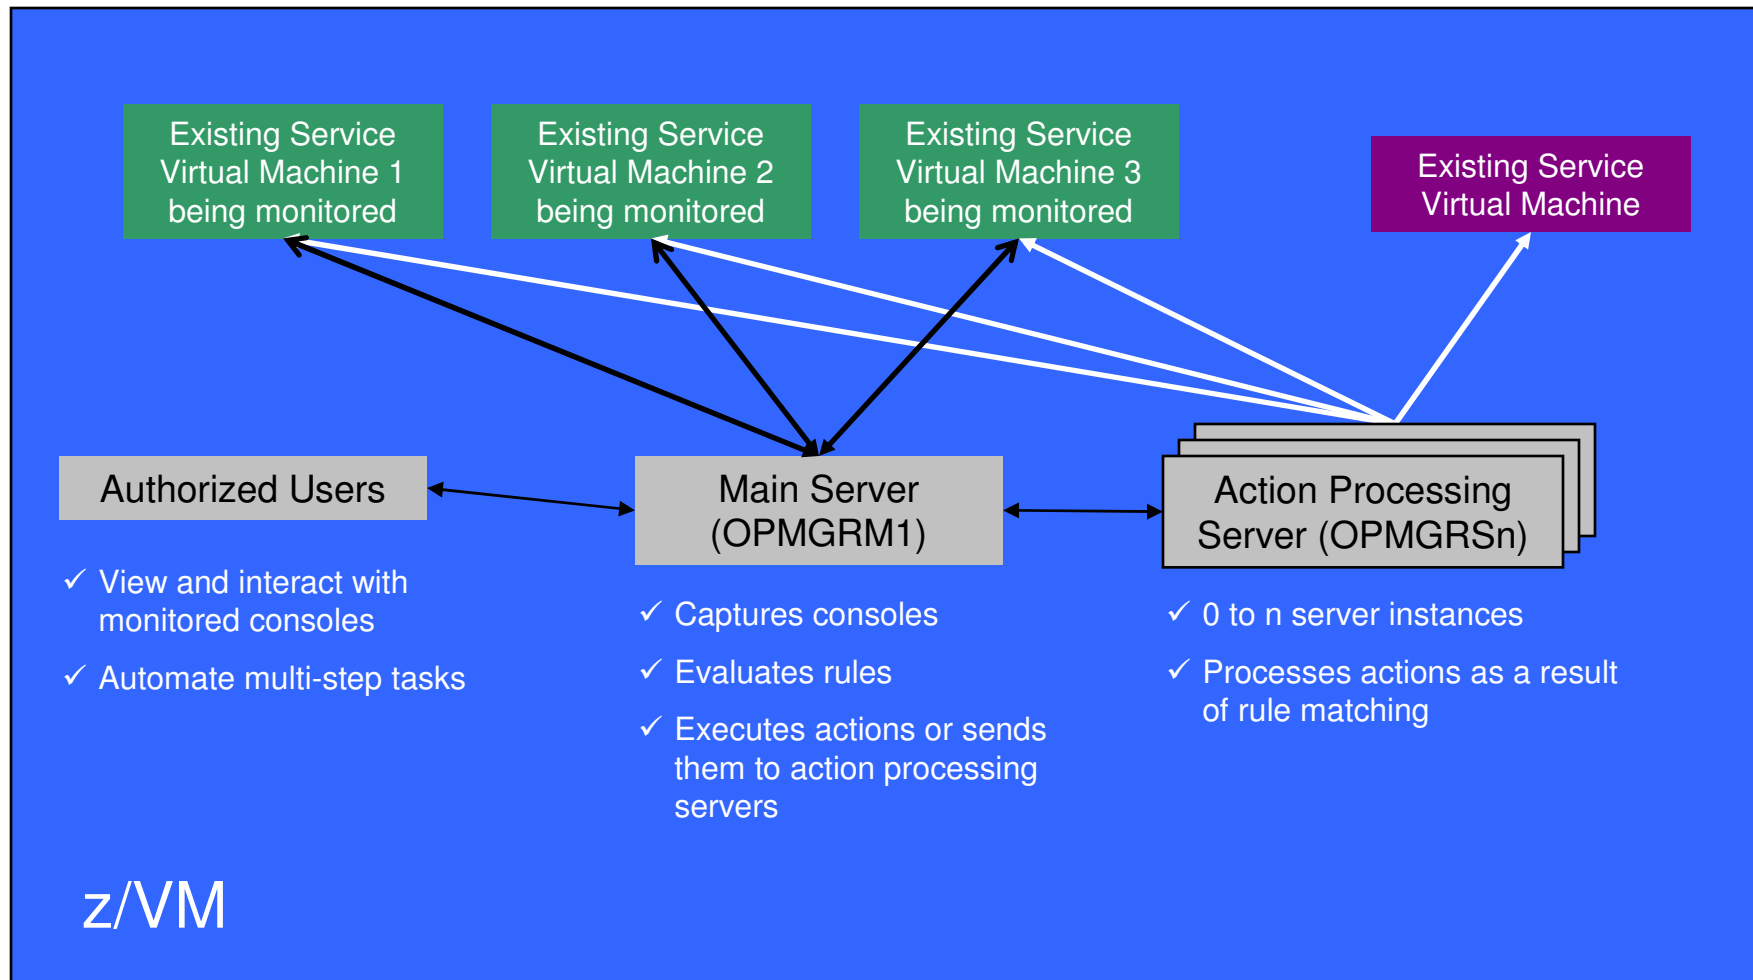 Existing Service
Virtual Machine 1
being monitored
Existing Service
Virtual Machine 2
being monitored
Existing Service
Virtual Machine 3
being monitored
Existing Service
Virtual Machine
Authorized Users
Main Server
(OPMGRM1)
Action Processing
Server (OPMGRSn)
✓ View and interact with
monitored consoles
✓ Automate multi-step tasks
✓ Captures consoles
✓ Evaluates rules
✓ Executes actions or sends
them to action processing
servers
✓ 0 to n server instances
✓ Processes actions as a result
of rule matching
z/VM